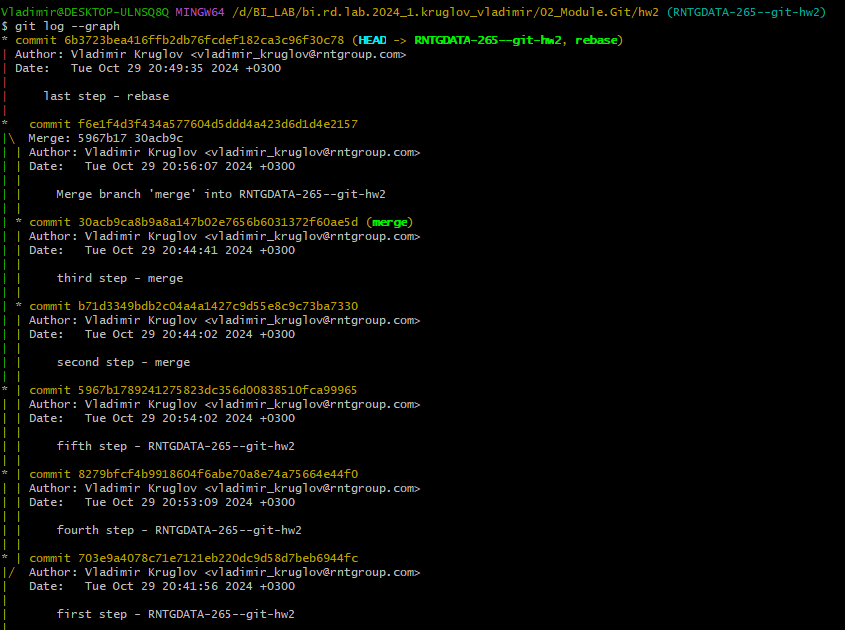 Vladimir@DESKTOP-ULNSQ8Q MINGW64 /d/BI_LAB/bi.rd.lab.2024_1.kruglov_vladimir/02_Module.Git/hw2 (RNTGDATA-265--git-hw2)
$ git log --graph
* commit 6b3723bea416ffb2db76fcdef182ca3c96f30c78 (HEAD -> RNTGDATA-265--git-hw2, rebase)
| Author: Vladimir Kruglov <vladimir_kruglov@rntgroup.com>
| Date:   Tue Oct 29 20:49:35 2024 +0300
|
|     last step - rebase
|
*   commit f6e1f4d3f434a577604d5ddd4a423d6d1d4e2157
|\  Merge: 5967b17 30acb9c
| | Author: Vladimir Kruglov <vladimir_kruglov@rntgroup.com>
| | Date:   Tue Oct 29 20:56:07 2024 +0300
| |
| |     Merge branch 'merge' into RNTGDATA-265--git-hw2
| |
| * commit 30acb9ca8b9a8a147b02e7656b6031372f60ae5d (merge)
| | Author: Vladimir Kruglov <vladimir_kruglov@rntgroup.com>
| | Date:   Tue Oct 29 20:44:41 2024 +0300
| |
| |     third step - merge
| |
| * commit b71d3349bdb2c04a4a1427c9d55e8c9c73ba7330
| | Author: Vladimir Kruglov <vladimir_kruglov@rntgroup.com>
| | Date:   Tue Oct 29 20:44:02 2024 +0300
| |
| |     second step - merge
| |
* | commit 5967b1789241275823dc356d00838510fca99965
| | Author: Vladimir Kruglov <vladimir_kruglov@rntgroup.com>
| | Date:   Tue Oct 29 20:54:02 2024 +0300
| |
| |     fifth step - RNTGDATA-265--git-hw2
| |
* | commit 8279bfcf4b9918604f6abe70a8e74a75664e44f0
| | Author: Vladimir Kruglov <vladimir_kruglov@rntgroup.com>
| | Date:   Tue Oct 29 20:53:09 2024 +0300
| |
| |     fourth step - RNTGDATA-265--git-hw2
| |
* | commit 703e9a4078c71e7121eb220dc9d58d7beb6944fc
|/  Author: Vladimir Kruglov <vladimir_kruglov@rntgroup.com>
|   Date:   Tue Oct 29 20:41:56 2024 +0300
|
|       first step - RNTGDATA-265--git-hw2
|